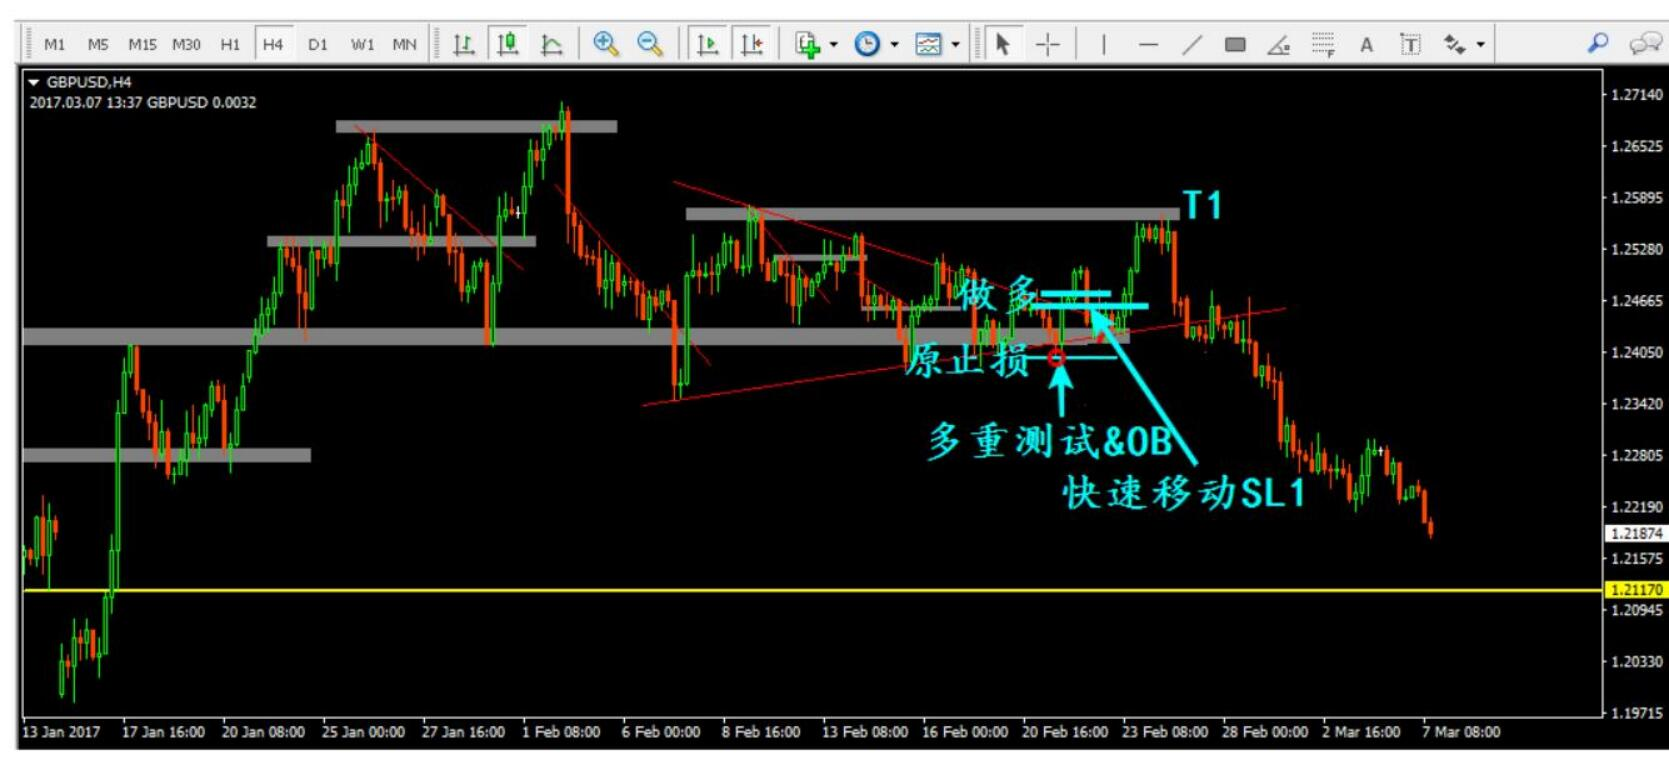 M1 M5 M15 M30 H1 H4 D1 W1 MN F A T
GBPUSD,H4
2017.03.07 13:37 GBPUSD 0.0032
1.27140
1.26525
T1
1.25895
1.25280
做多
1.24665
原止损
1.24050
1.23420
多重测试&OB
1.22805
快速移动SL1
1.22190
1.21874
1.21575
1.21170
1.20945
1.20330
1.19715
13 Jan 2017 17 Jan 16:00 20 Jan 08:00 25 Jan 00:00 27 Jan 16:00 1 Feb 08:00 6 Feb 00:00 8 Feb 16:00 13 Feb 08:00 16 Feb 00:00 20 Feb 16:00 23 Feb 08:00 28 Feb 00:00 2 Mar 16:00 7 Mar 08:00